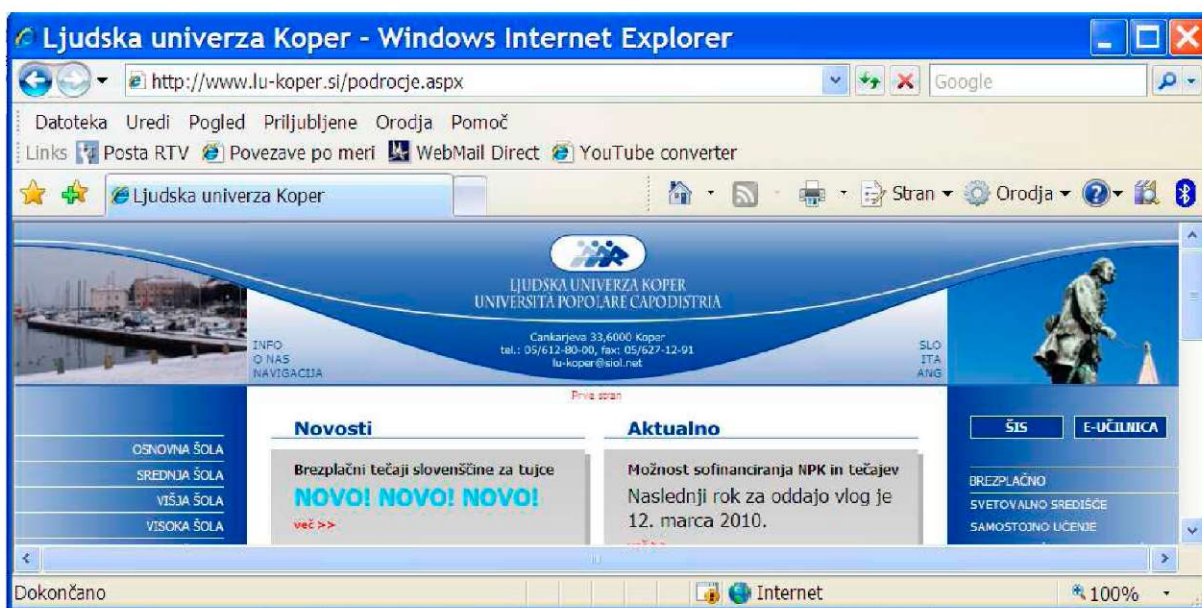 Ljudska univerza Koper - Windows Internet Explorer
http://www.lu-koper.si/podrocje.aspx
Google
Datoteka Uredi Pogled Priljubljene Orodja Pomoč
Links Posta RTV Povezave po meri WebMail Direct YouTube converter
Ljudska univerza Koper
Stran Orodja
LJUDSKA UNIVERZA KOPER
UNIVERSITÀ POPOLARE CAPODISTRIA
Cankarjeva 33,6000 Koper
tel.: 05/612-80-00, fax: 05/627-12-91
lu-koper@siol.net
INFO
O NAS
NAVIGACIJA
SLO
ITA
ANG
Prva stran
OSNOVNA ŠOLA
SREDNJA ŠOLA
VIŠJA ŠOLA
VISOKA ŠOLA
Novosti
Brezplačni tečaji slovenščine za tujce
NOVO! NOVO! NOVO!
več >>
Aktualno
Možnost sofinanciranja NPK in tečajev
Naslednji rok za oddajo vlog je
12. marca 2010.
ŠIS E-UČILNICA
BREZPLAČNO
SVETOVALNO SREDIŠČE
SAMOSTOJNO UČENJE
Dokončano
Internet
100%